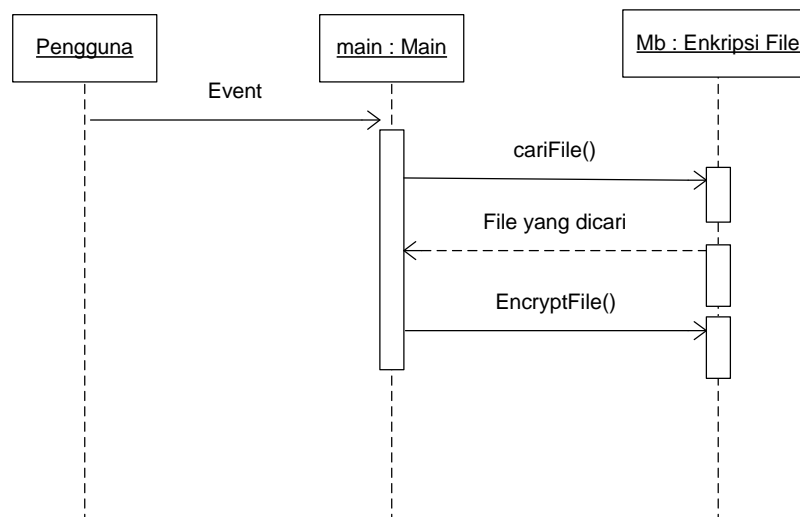 Pengguna
main : Main
Mb : Enkripsi File
Event
cariFile()
File yang dicari
EncryptFile()